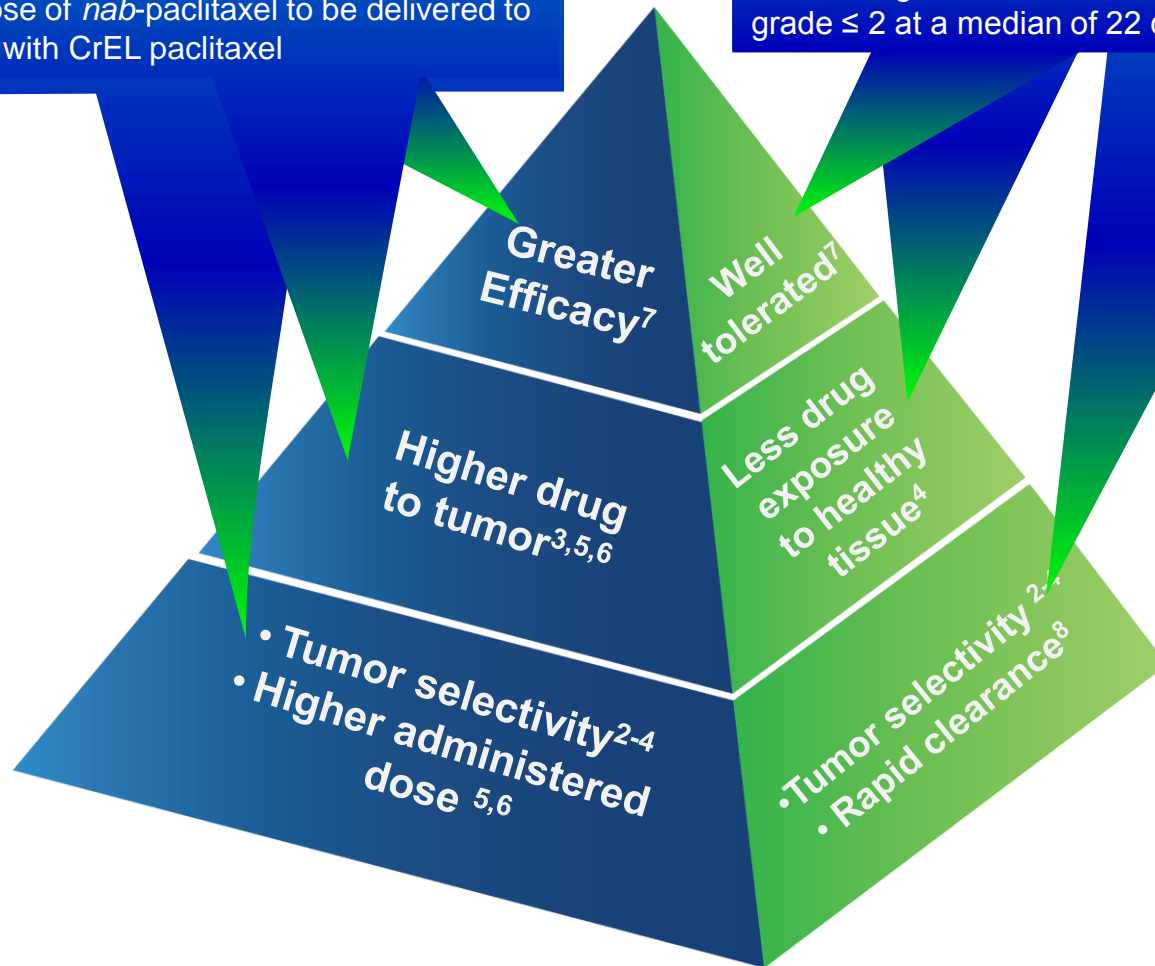 ose of nab-paclitaxel to be delivered to
with CrEL paclitaxel
grade ≤ 2 at a median of 22
Greater
Efficacy7
Well
tolerated7
Higher drug
to tumor3,5,6
Less drug
exposure
to healthy
tissue4
• Tumor selectivity2-4
• Higher administered
dose 5,6
•Tumor selectivity 2-4
• Rapid clearance8